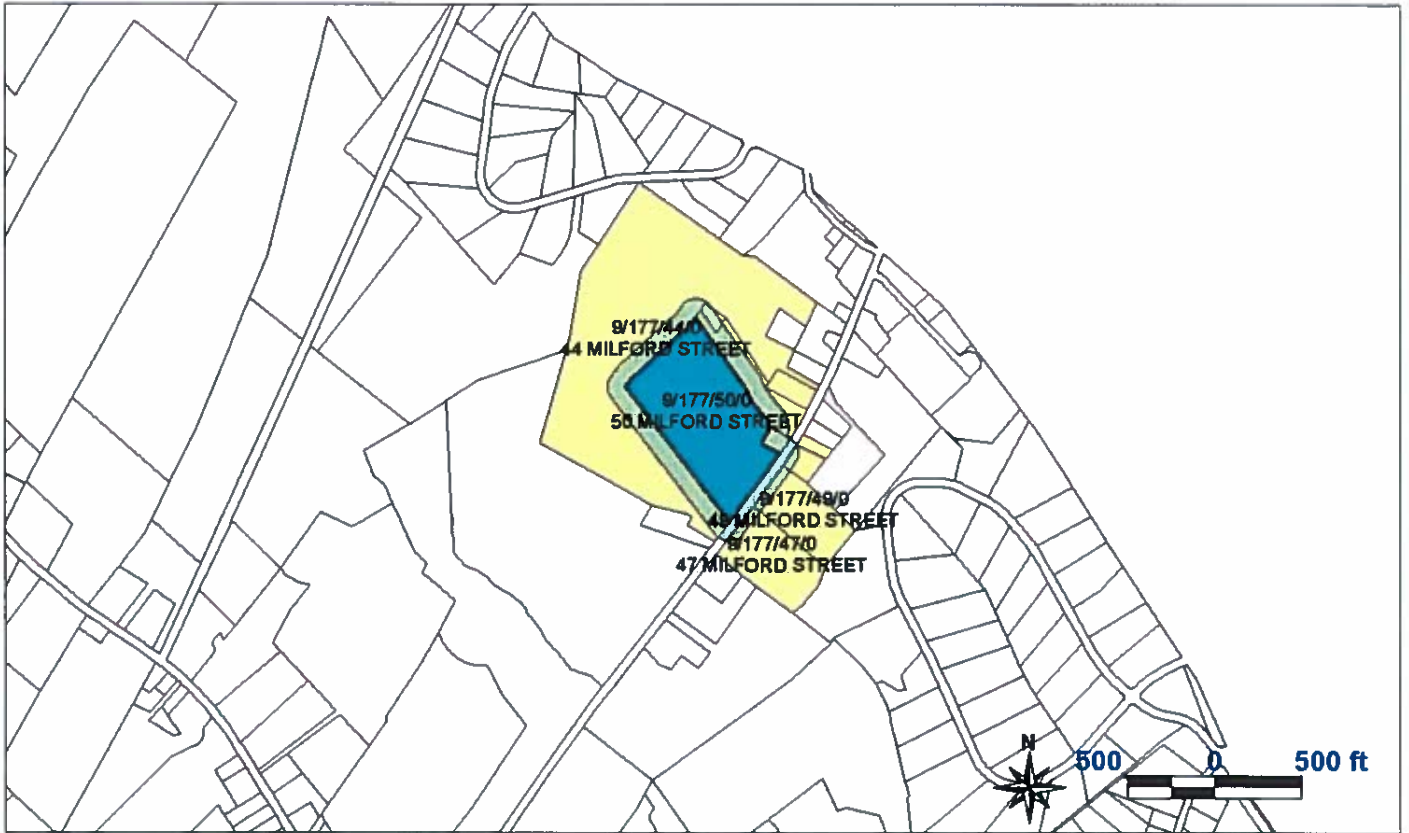 9/177/44/0
44 MILFORD STREET
9/177/50/0
50 MILFORD STREET
9/177/49/0
49 MILFORD STREET
9/177/47/0
47 MILFORD STREET
N
500 0 500 ft